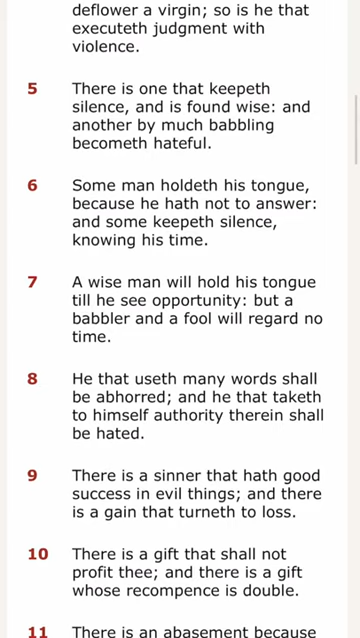 deflower a virgin; so is he that
executeth judgment with
violence.
5 There is one that keepeth
silence, and is found wise: and
another by much babbling
becometh hateful.
6 Some man holdeth his tongue,
because he hath not to answer:
and some keepeth silence,
knowing his time.
7 A wise man will hold his tongue
till he see opportunity: but a
babbler and a fool will regard no
time.
8 He that useth many words shall
be abhorred; and he that taketh
to himself authority therein shall
be hated.
9 There is a sinner that hath good
success in evil things; and there
is a gain that turneth to loss.
10 There is a gift that shall not
profit thee; and there is a gift
whose recompence is double.
11 There is an abasement because